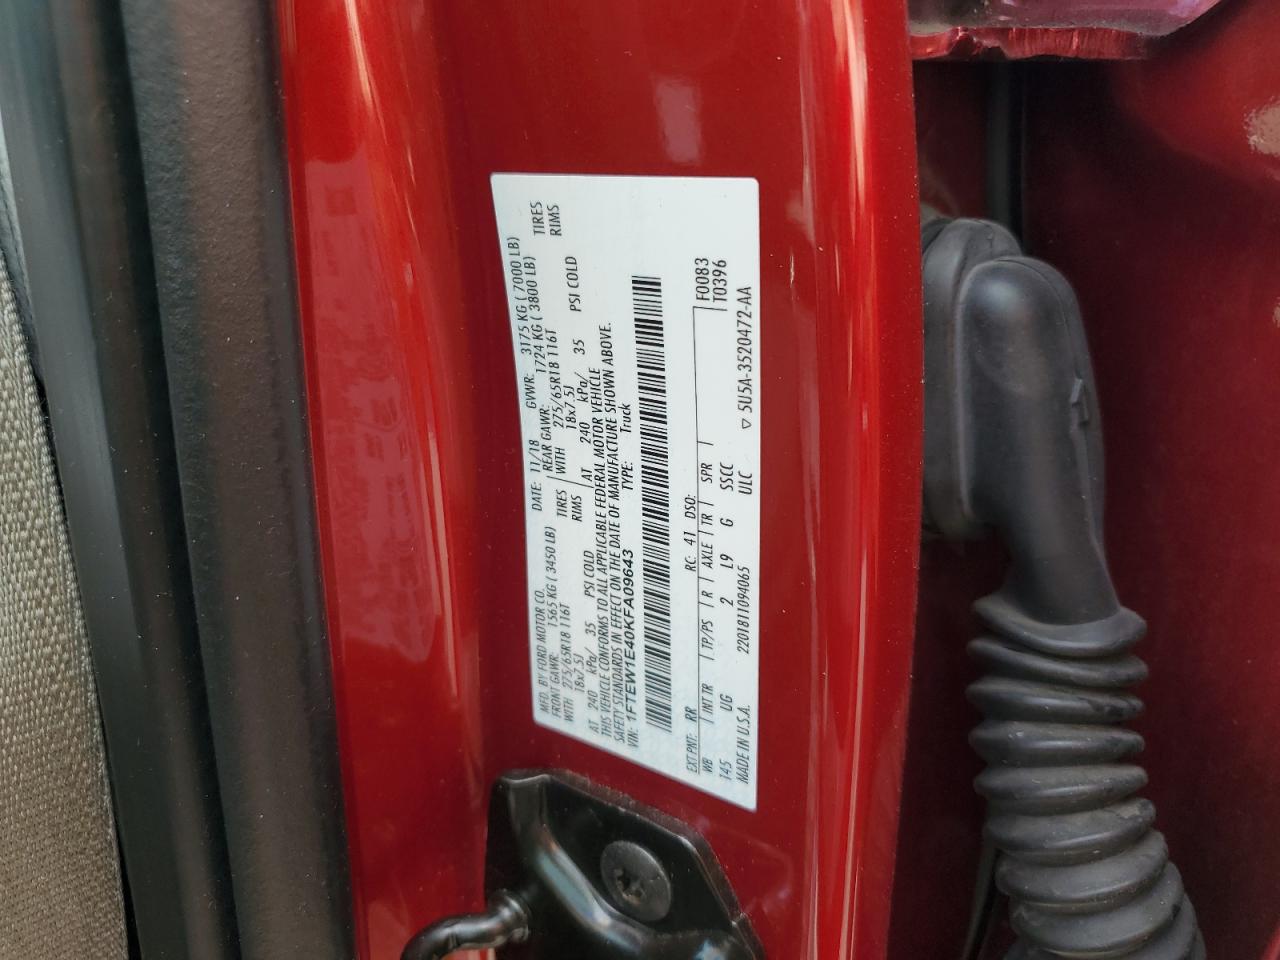 MFD. BY FORD MOTOR CO. DATE: 11/18 GVWR: 3175 KG ( 7000 LB)
FRONT GAWR: 1565 KG ( 3450 LB) REAR GAWR: 1724 KG ( 3800 LB)
WITH 275/65R18 116T TIRES WITH 275/65R18 116T TIRES
18x7.5J RIMS 18x7.5J RIMS
AT 240 kPa/ 35 PSI COLD AT 240 kPa/ 35 PSI COLD
THIS VEHICLE CONFORMS TO ALL APPLICABLE FEDERAL MOTOR VEHICLE
SAFETY STANDARDS IN EFFECT ON THE DATE OF MANUFACTURE SHOWN ABOVE.
VIN: 1FTEW1E40KFA09643 TYPE: Truck
EXT PNT: RR RC: 41 DSO: F0083
WB INT TR TP/PS R AXLE TR SPR T0396
145 UG 2 L9 G SSCC
MADE IN U.S.A. 2201811094065 ULC ▽ 5U5A-3520472-AA